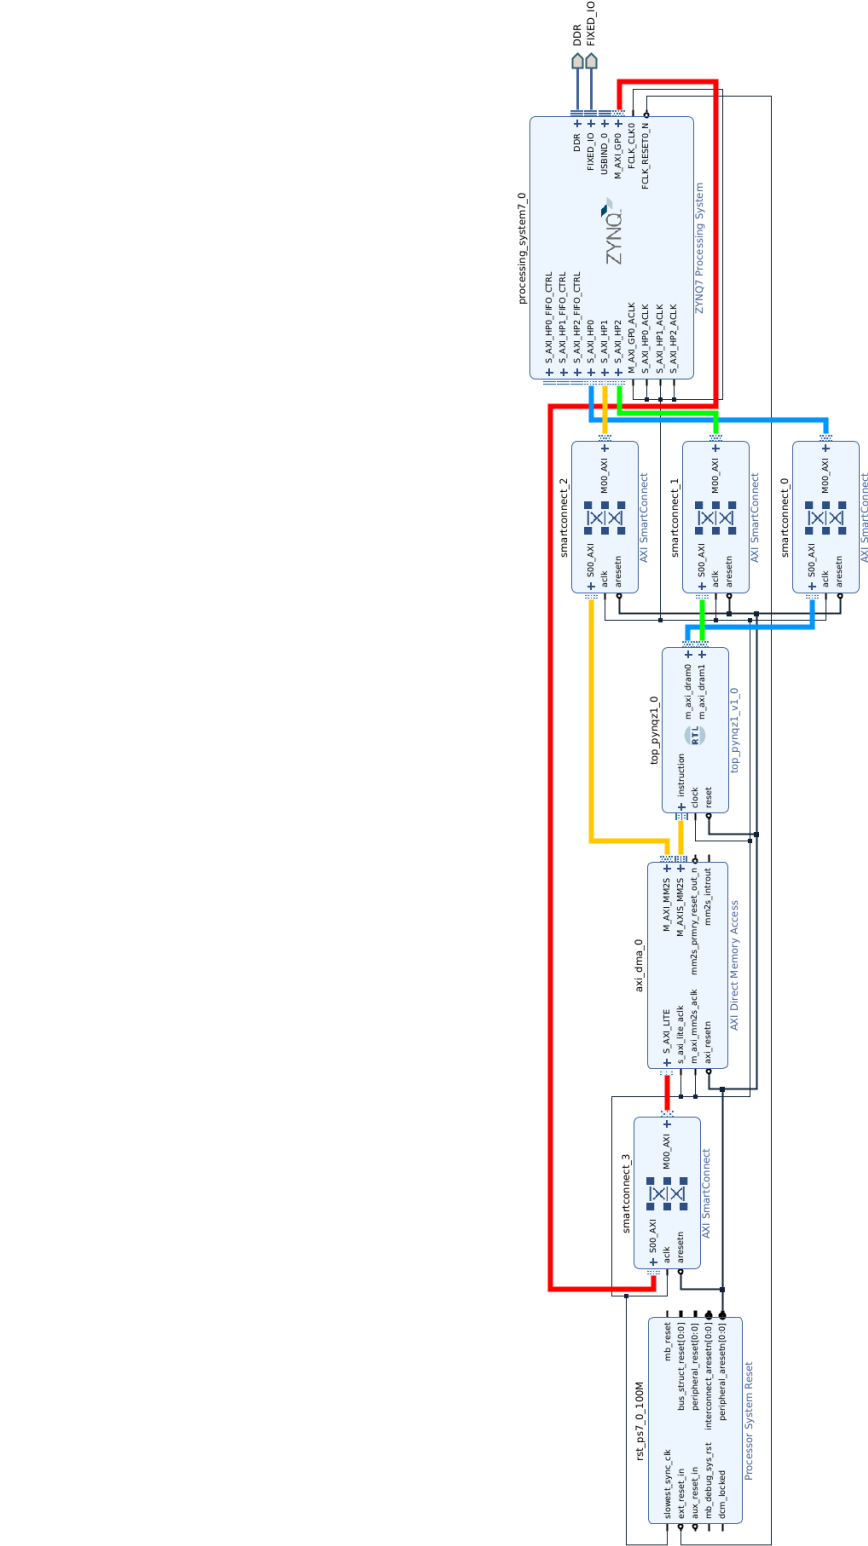 rst_ps7_0_100M
slowest_sync_clk
ext_reset_in
aux_reset_in
mb_debug_sys_rst
dcm_locked
mb_reset
bus_struct_reset[0:0]
peripheral_reset[0:0]
interconnect_aresetn[0:0]
peripheral_aresetn[0:0]
Processor System Reset
smartconnect_3
S00_AXI
aclk
aresetn
M00_AXI
AXI SmartConnect
axi_dma_0
S_AXI_LITE
s_axi_lite_aclk
m_axi_mm2s_aclk
axi_resetn
M_AXI_MM2S
M_AXIS_MM2S
mm2s_prmry_reset_out_n
mm2s_introut
AXI Direct Memory Access
top_pynqz1_0
instruction
clock
reset
RTL
m_axi_dram0
m_axi_dram1
top_pynqz1_v1_0
smartconnect_2
S00_AXI
aclk
aresetn
M00_AXI
AXI SmartConnect
smartconnect_1
S00_AXI
aclk
aresetn
M00_AXI
AXI SmartConnect
smartconnect_0
S00_AXI
aclk
aresetn
M00_AXI
AXI SmartConnect
processing_system7_0
S_AXI_HP0_FIFO_CTRL
S_AXI_HP1_FIFO_CTRL
S_AXI_HP2_FIFO_CTRL
S_AXI_HP0
S_AXI_HP1
S_AXI_HP2
M_AXI_GP0_ACLK
S_AXI_HP0_ACLK
S_AXI_HP1_ACLK
S_AXI_HP2_ACLK
ZYNQ
DDR
FIXED_IO
USBIND_0
M_AXI_GP0
FCLK_CLK0
FCLK_RESET0_N
ZYNQ7 Processing System
DDR
FIXED_IO